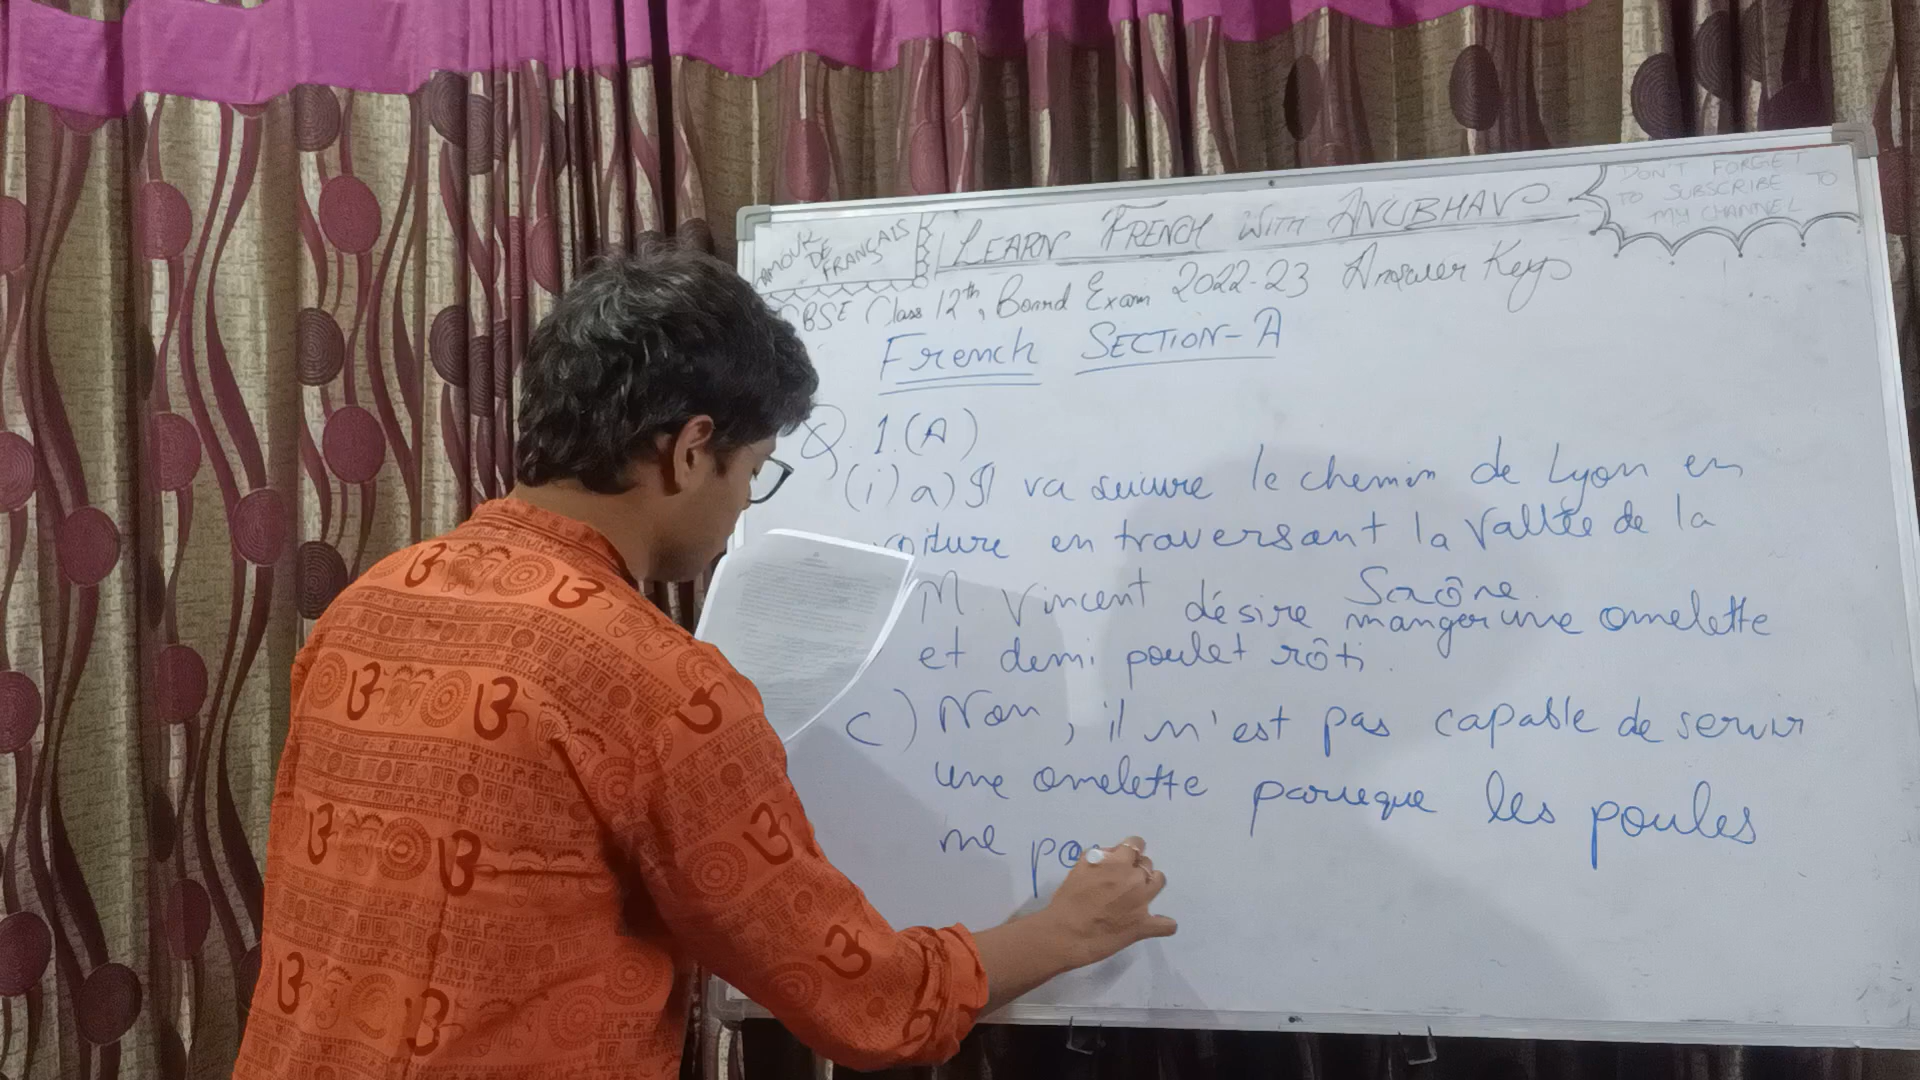 AMOUR
DE
FRANÇAIS
LEARN FRENCH WITH ANUBHAV
DON'T FORGET
TO SUBSCRIBE TO
MY CHANNEL
CBSE Class 12th, Board Exam 2022-23 Answer Keys
French SECTION-A
Q. 1.(A)
(i) a) Il va suivre le chemin de Lyon en
voiture en traversant la Vallée de la
Saône.
M. Vincent désire manger une omelette
et demi poulet rôti.
c) Non, il n'est pas capable de servir
une omelette parceque les poules
ne